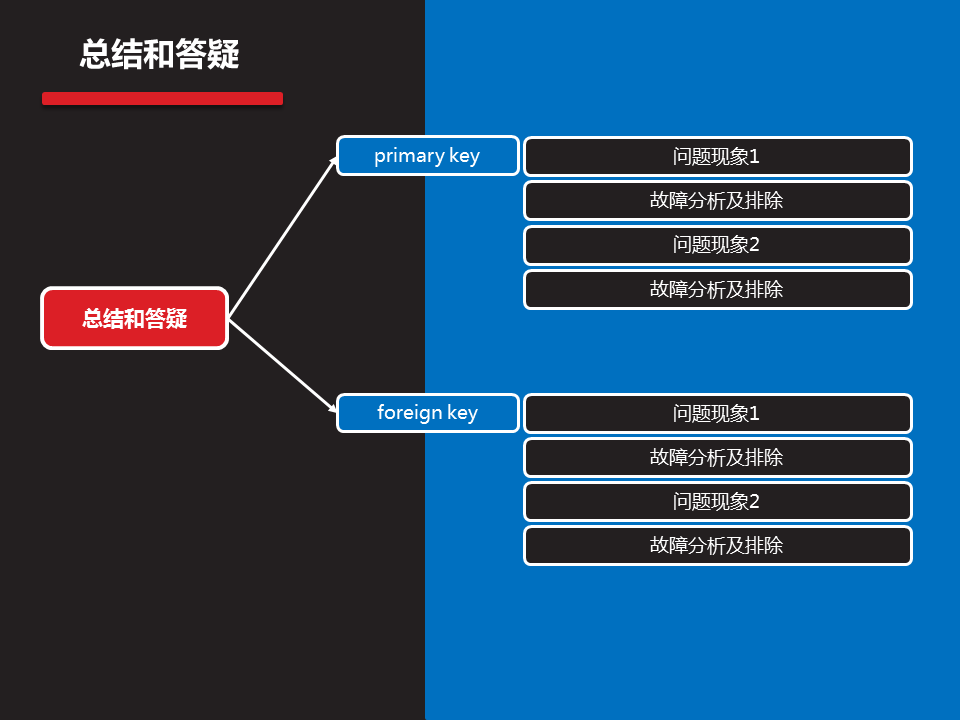 总结和答疑
总结和答疑
primary key
问题现象1
故障分析及排除
问题现象2
故障分析及排除
foreign key
问题现象1
故障分析及排除
问题现象2
故障分析及排除